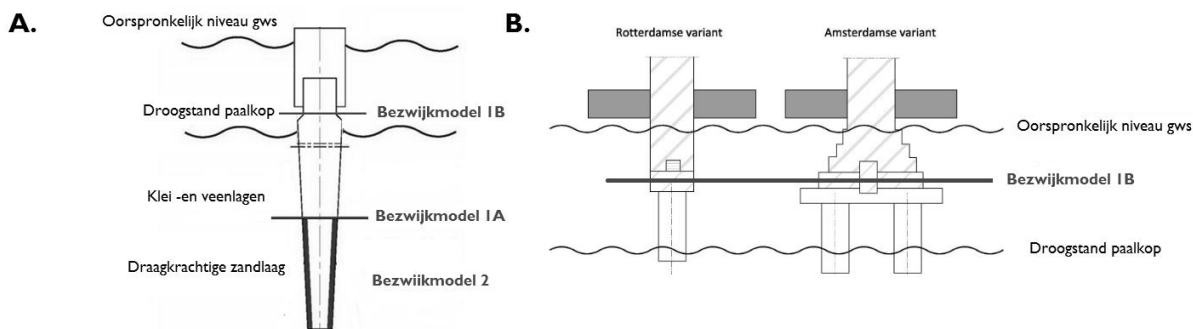 A.
Oorspronkelijk niveau gws
Droogstand paalkop
Bezwijkmodel 1B
Klei -en veenlagen
Bezwijkmodel 1A
Draagkrachtige zandlaag
Bezwiikmodel 2
B.
Rotterdamse variant
Amsterdamse variant
Oorspronkelijk niveau gws
Bezwijkmodel 1B
Droogstand paalkop